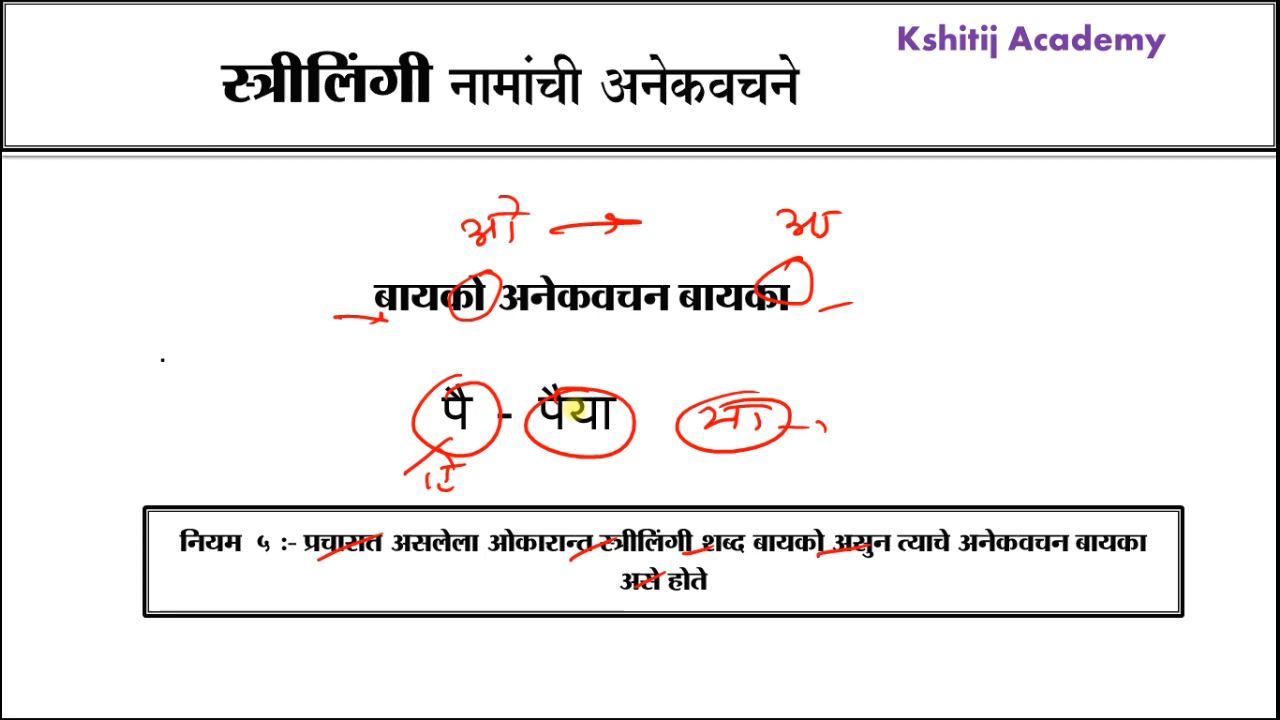 Kshitij Academy
स्त्रीलिंगी नामांची अनेकवचने
ओ
बायको अनेकवचन बायका
पै - पैया
या
नियम ५ :- प्रचारात असलेला ओकारान्त स्त्रीलिंगी शब्द बायको असुन त्याचे अनेकवचन बायका
असे होते